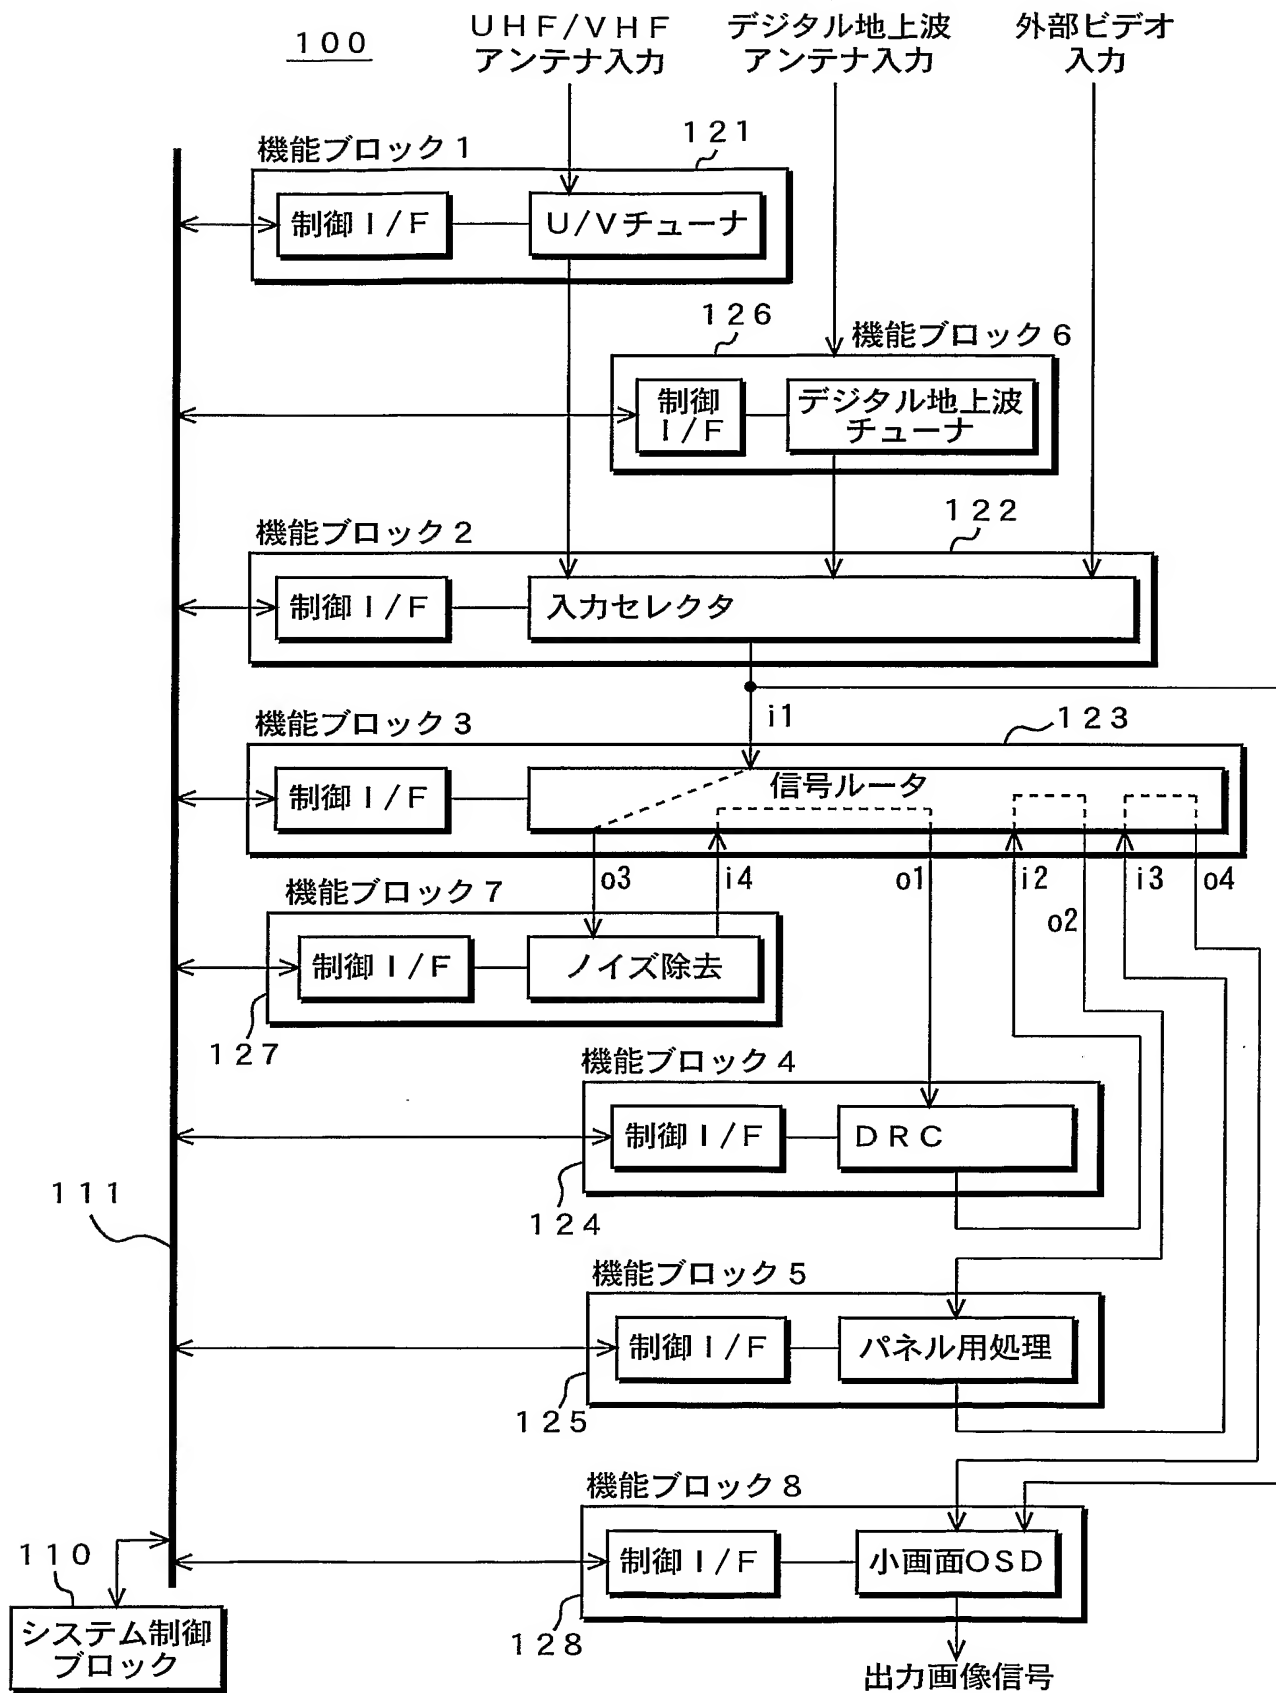 100
UHF/VHF
アンテナ入力
デジタル地上波
アンテナ入力
外部ビデオ
入力
機能ブロック1
121
制御I/F
U/Vチューナ
126
機能ブロック6
制御
I/F
デジタル地上波
チューナ
機能ブロック2
122
制御I/F
入力セレクタ
i1
機能ブロック3
123
制御I/F
信号ルータ
o3
i4
o1
i2
o2
i3
o4
機能ブロック7
制御I/F
ノイズ除去
127
機能ブロック4
制御I/F
DRC
124
111
機能ブロック5
制御I/F
パネル用処理
125
機能ブロック8
制御I/F
小画面OSD
128
110
システム制御
ブロック
出力画像信号